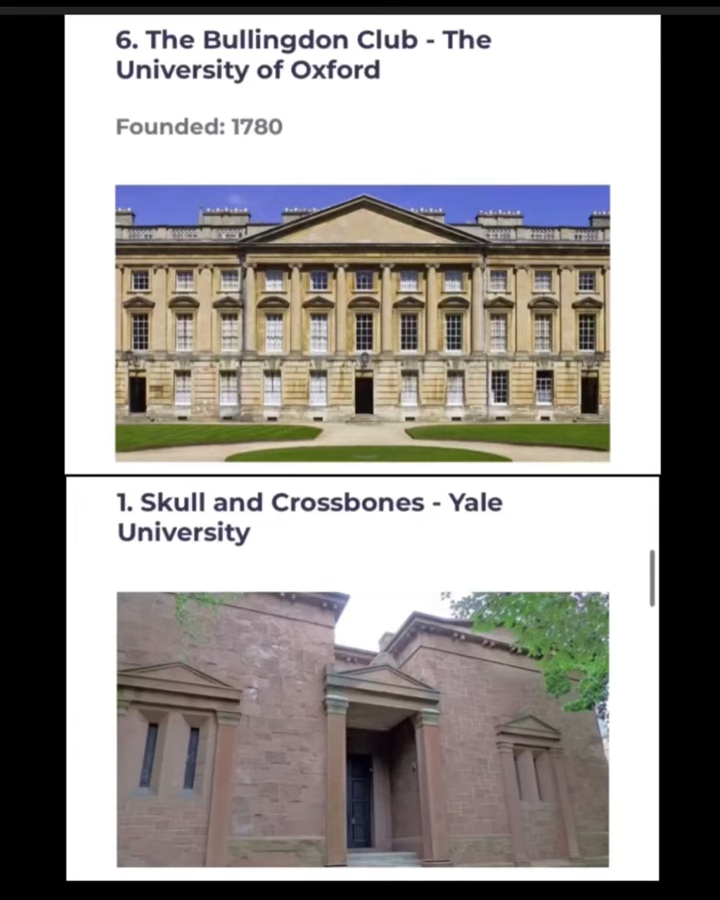 6. The Bullingdon Club - The
University of Oxford
Founded: 1780
1. Skull and Crossbones - Yale
University